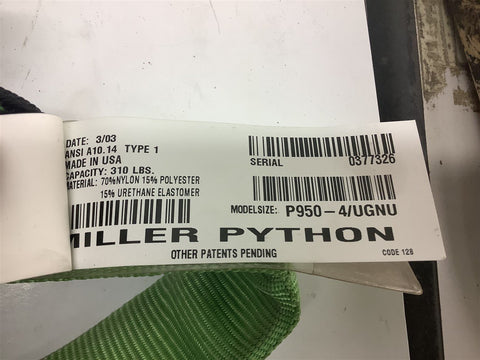 DATE: 3/03
ANSI A10.14 TYPE 1
MADE IN USA
CAPACITY: 310 LBS.
MATERIAL: 70%NYLON 15% POLYESTER
15% URETHANE ELASTOMER
SERIAL 0377326
MODELSIZE: P950-4/UGNU
MILLER PYTHON
OTHER PATENTS PENDING
CODE 128